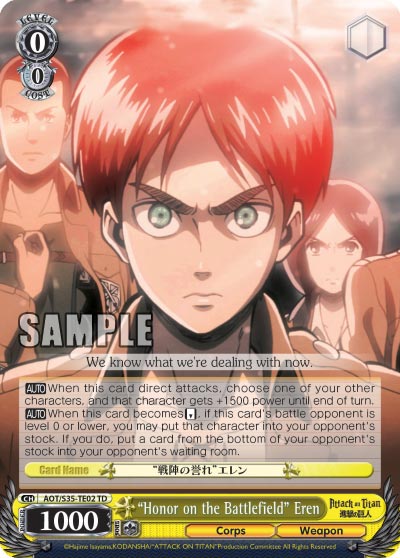 LEVEL
0
0
COST
SAMPLE
We know what we're dealing with now.
AUTO When this card direct attacks, choose one of your other
characters, and that character gets +1500 power until end of turn.
AUTO When this card becomes, if this card's battle opponent is
level 0 or lower, you may put that character into your opponent's
stock. If you do, put a card from the bottom of your opponent's
stock into your opponent's waiting room.
Card Name
“戦陣の誉れ”エレン
TD
AOT/S35-TE02 TD
POWER
1000
“Honor on the Battlefield” Eren
Attack on Titan
進撃の巨人
Corps
Weapon
©Hajime Isayama,KODANSHA/"ATTACK ON TITAN"Production Committee All Rights Reserved